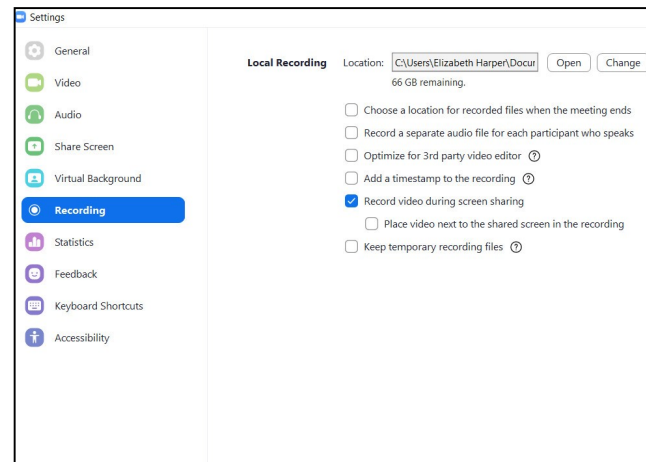 Settings
General
Video
Audio
Share Screen
Virtual Background
Recording
Statistics
Feedback
Keyboard Shortcuts
Accessibility
Local Recording Location: C:\Users\Elizabeth Harper\Docur Open Change
66 GB remaining.
Choose a location for recorded files when the meeting ends
Record a separate audio file for each participant who speaks
Optimize for 3rd party video editor ?
Add a timestamp to the recording ?
Record video during screen sharing
Place video next to the shared screen in the recording
Keep temporary recording files ?